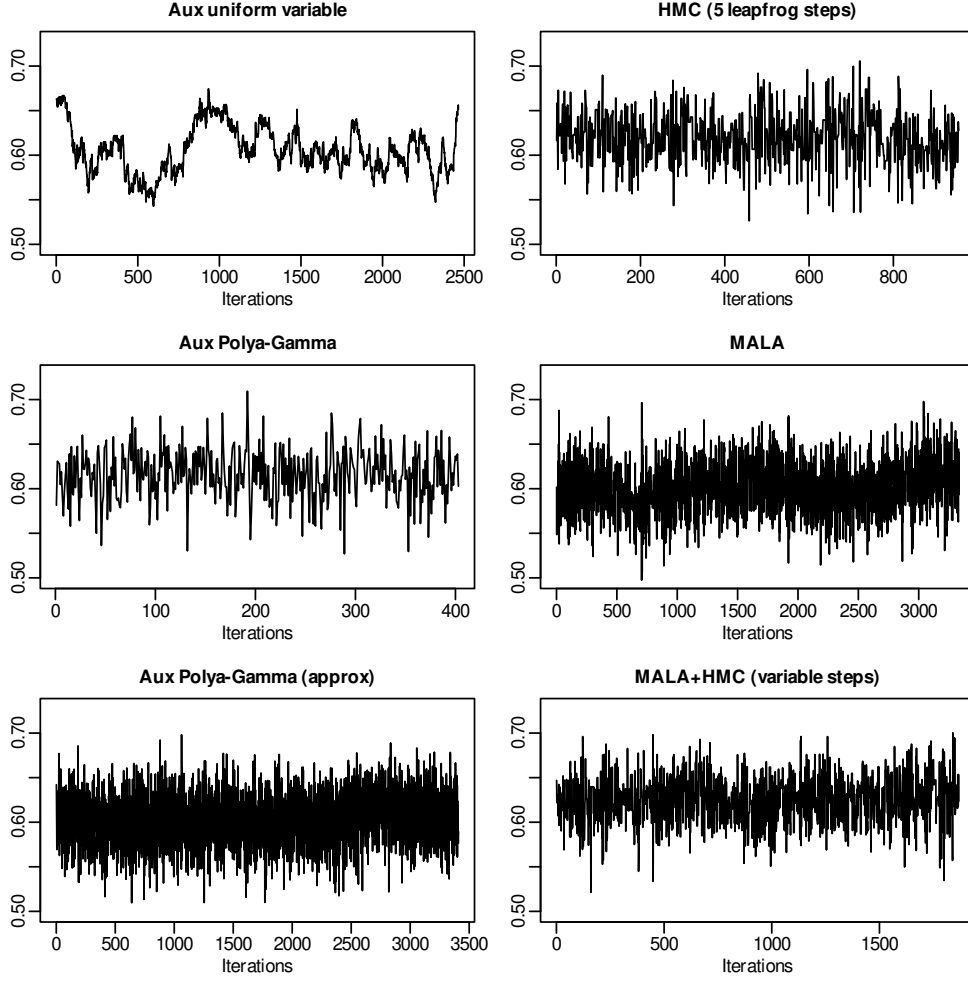 Aux uniform variable
0.50 0.60 0.70
0 500 1000 1500 2000 2500
Iterations
HMC (5 leapfrog steps)
0.50 0.60 0.70
0 200 400 600 800
Iterations
Aux Polya-Gamma
0.50 0.60 0.70
0 100 200 300 400
Iterations
MALA
0.50 0.60 0.70
0 500 1000 1500 2000 2500 3000
Iterations
Aux Polya-Gamma (approx)
0.50 0.60 0.70
0 500 1000 1500 2000 2500 3000 3500
Iterations
MALA+HMC (variable steps)
0.50 0.60 0.70
0 500 1000 1500
Iterations